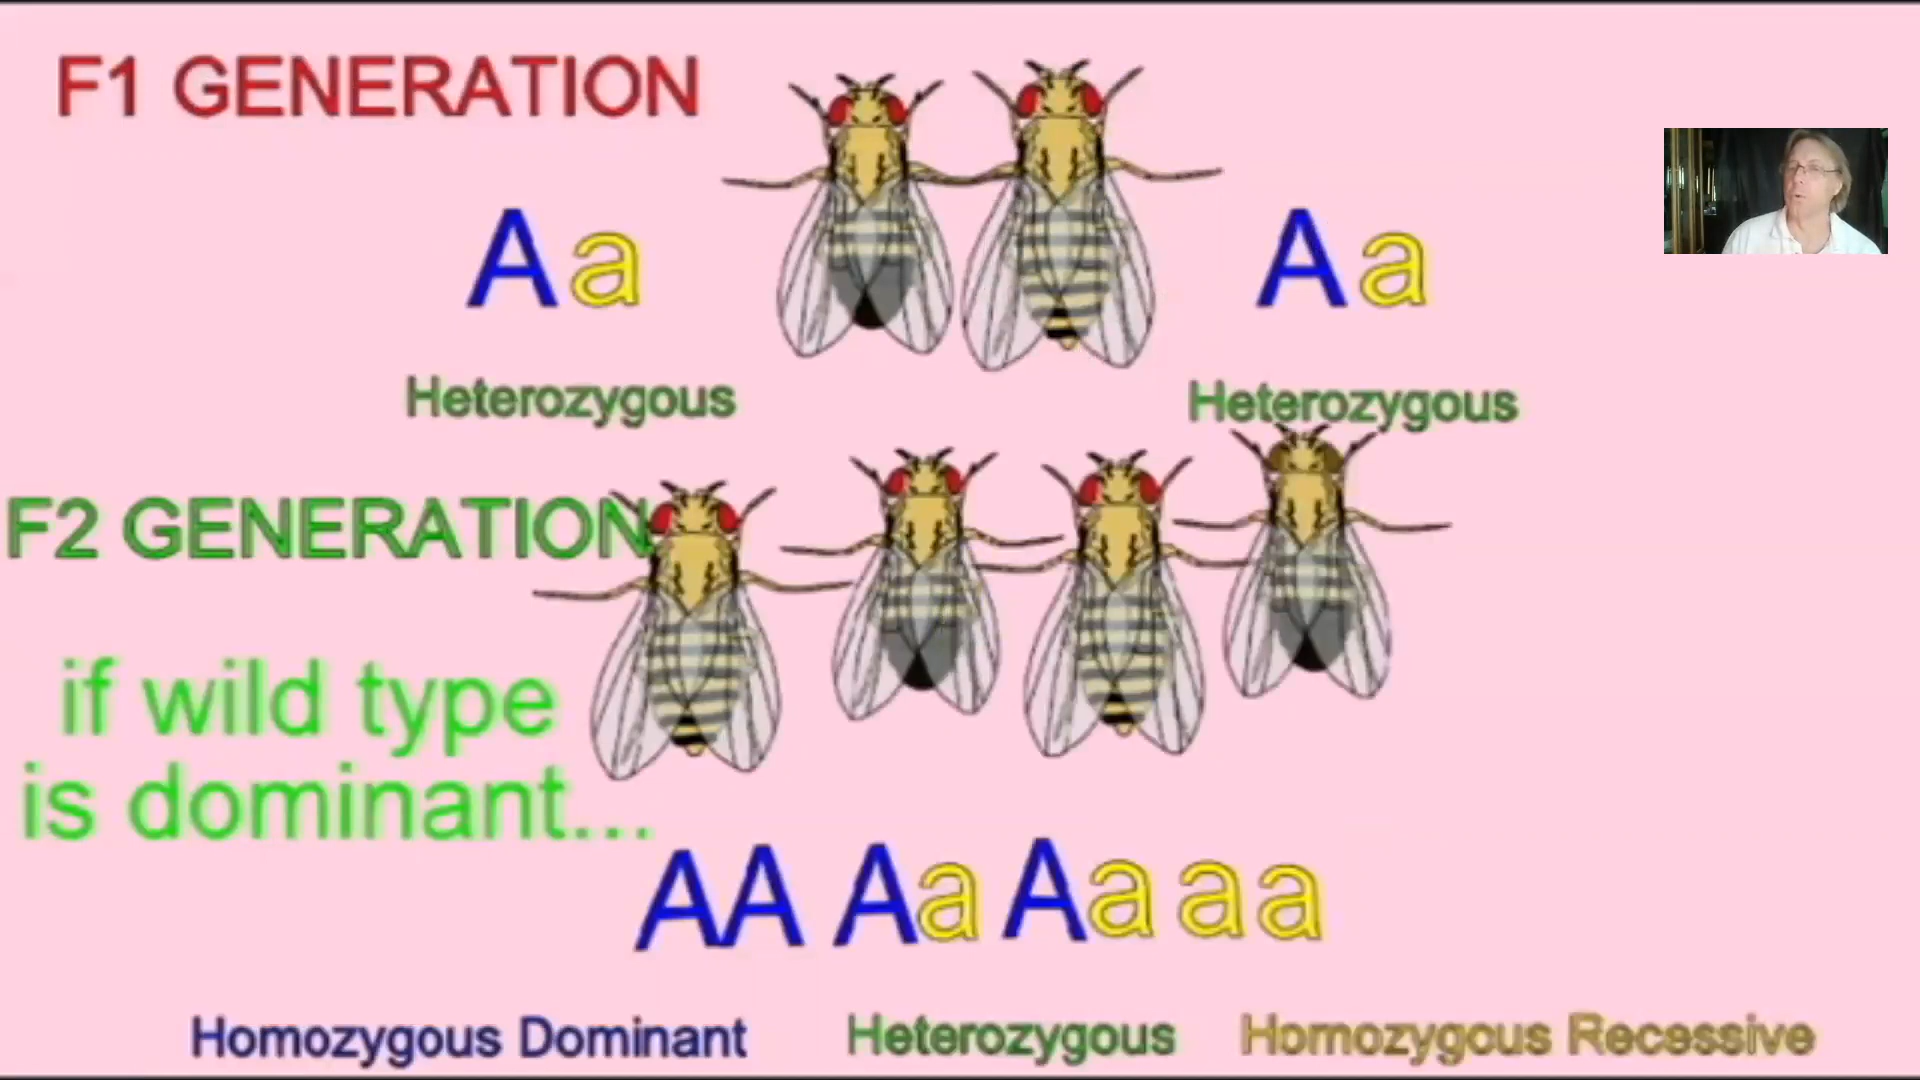 F1 GENERATION
Aa
Aa
Heterozygous
Heterozygous
F2 GENERATION
if wild type
is dominant...
AA Aa Aa aa
Homozygous Dominant
Heterozygous
Homozygous Recessive